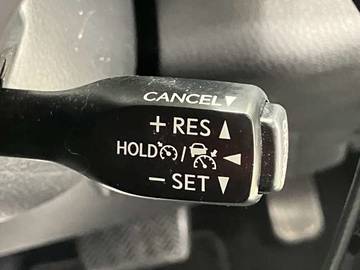 CANCEL▼
+ RES ▲
HOLD / ◀
− SET ▼